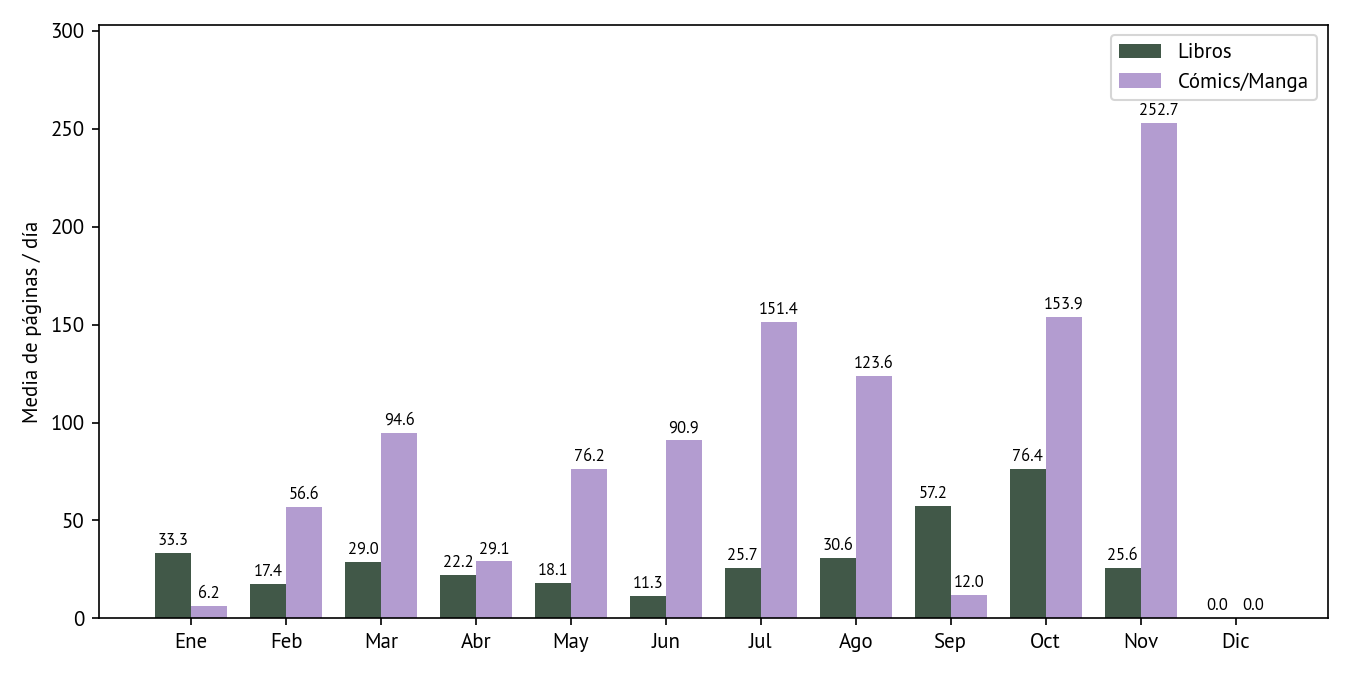 300
250
200
150
100
50
0
Media de páginas / día
Libros
Cómics/Manga
33.3
6.2
17.4
56.6
29.0
94.6
22.2
29.1
18.1
76.2
11.3
90.9
25.7
151.4
30.6
123.6
57.2
12.0
76.4
153.9
25.6
252.7
0.0
0.0
Ene
Feb
Mar
Abr
May
Jun
Jul
Ago
Sep
Oct
Nov
Dic